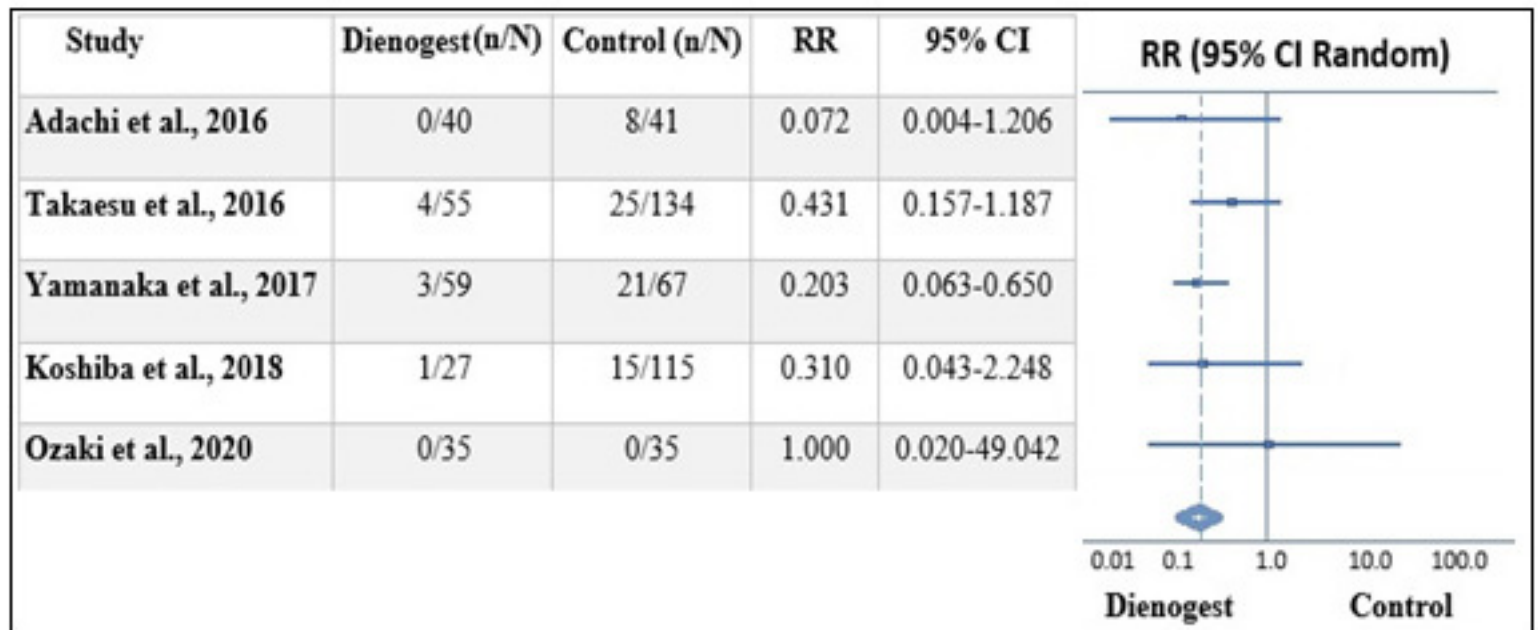 Study Dienogest(n/N) Control (n/N) RR 95% CI
RR (95% CI Random)
Adachi et al., 2016 0/40 8/41 0.072 0.004-1.206
Takaesu et al., 2016 4/55 25/134 0.431 0.157-1.187
Yamanaka et al., 2017 3/59 21/67 0.203 0.063-0.650
Koshiba et al., 2018 1/27 15/115 0.310 0.043-2.248
Ozaki et al., 2020 0/35 0/35 1.000 0.020-49.042
0.01 0.1 1.0 10.0 100.0
Dienogest Control